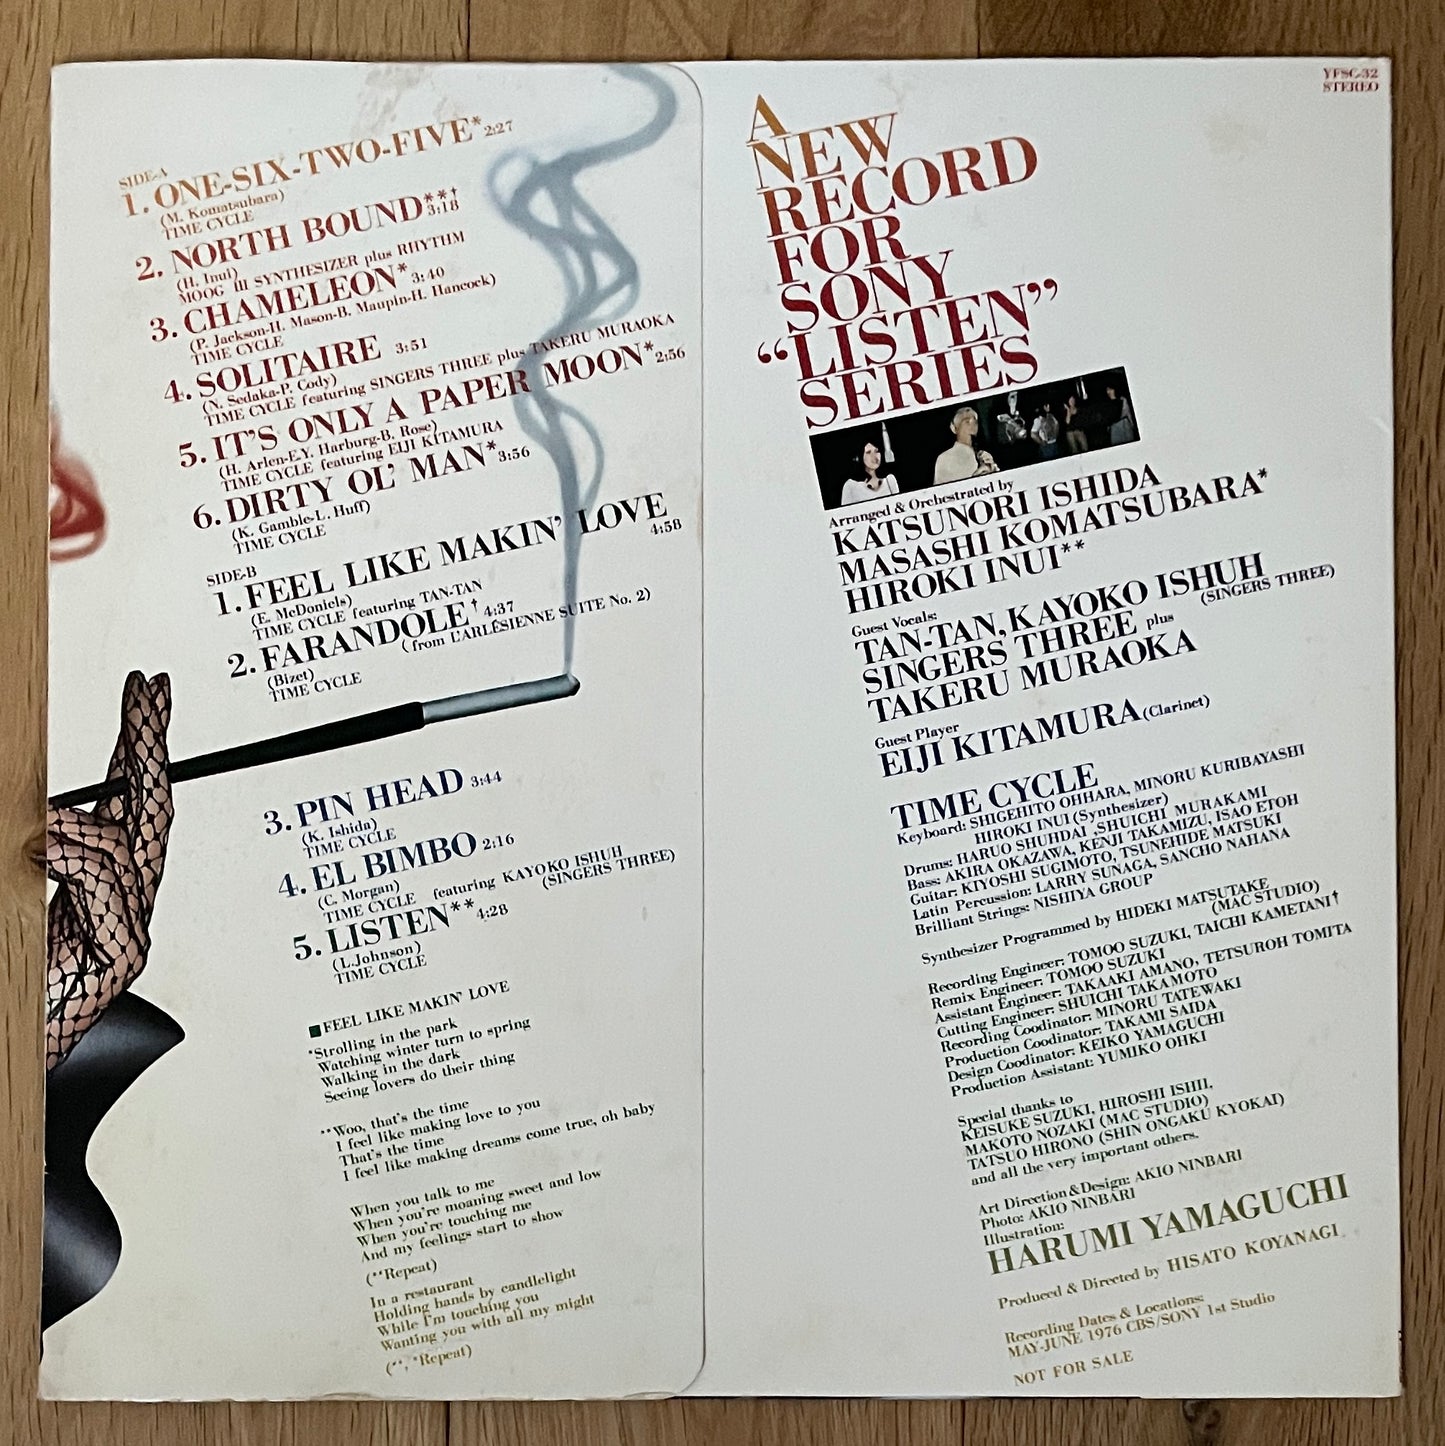 SIDE-A
1. ONE-SIX-TWO-FIVE* 2:27
(M. Komatsubara)
TIME CYCLE
2. NORTH BOUND**† 3:18
(H. Inui)
MOOG III SYNTHESIZER plus RHYTHM
3. CHAMELEON* 3:40
(P. Jackson-H. Mason-B. Maupin-H. Hancock)
TIME CYCLE
4. SOLITAIRE 3:51
(N. Sedaka-P. Cody)
TIME CYCLE featuring SINGERS THREE plus TAKERU MURAOKA
5. IT'S ONLY A PAPER MOON* 2:56
(H. Arlen-E.Y. Harburg-B. Rose)
TIME CYCLE featuring EIJI KITAMURA
6. DIRTY OL' MAN* 3:56
(K. Gamble-L. Huff)
TIME CYCLE
SIDE-B
1. FEEL LIKE MAKIN' LOVE
4:58
(E. McDoniels)
TIME CYCLE featuring TAN-TAN
2. FARANDOLE† 4:37
(from L'ARLÉSIENNE SUITE No. 2)
(Bizet)
TIME CYCLE
3. PIN HEAD 3:44
(K. Ishida)
TIME CYCLE
4. EL BIMBO 2:16
(C. Morgan)
TIME CYCLE featuring KAYOKO ISHUH
(SINGERS THREE)
5. LISTEN** 4:28
(L.Johnson)
TIME CYCLE
■FEEL LIKE MAKIN' LOVE
*Strolling in the park
Watching winter turn to spring
Walking in the dark
Seeing lovers do their thing
**Woo, that's the time
I feel like making love to you
That's the time
I feel like making dreams come true, oh baby
When you talk to me
When you're moaning sweet and low
When you're touching me
And my feelings start to show
(**Repeat)
In a restaurant
Holding hands by candlelight
While I'm touching you
Wanting you with all my might
(**, *Repeat)
YFSC-32
STEREO
A
NEW
RECORD
FOR
SONY
"LISTEN"
SERIES
Arranged & Orchestrated by
KATSUNORI ISHIDA
MASASHI KOMATSUBARA*
HIROKI INUI**
Guest Vocals:
TAN-TAN, KAYOKO ISHUH
(SINGERS THREE)
SINGERS THREE plus
TAKERU MURAOKA
Guest Player
EIJI KITAMURA (Clarinet)
TIME CYCLE
Keyboard: SHIGEHITO OHHARA, MINORU KURIBAYASHI
HIROKI INUI (Synthesizer)
Drums: HARUO SHUHDAI ,SHUICHI MURAKAMI
Bass: AKIRA OKAZAWA, KENJI TAKAMIZU, ISAO ETOH
Guitar: KIYOSHI SUGIMOTO, TSUNEHIDE MATSUKI
Latin Percussion: LARRY SUNAGA, SANCHO NAHANA
Brilliant Strings: NISHIYA GROUP
Synthesizer Programmed by HIDEKI MATSUTAKE
(MAC STUDIO)
Recording Engineer: TOMOO SUZUKI, TAICHI KAMETANI†
Remix Engineer: TOMOO SUZUKI
Assistant Engineer: TAKAAKI AMANO, TETSUROH TOMITA
Cutting Engineer: SHUICHI TAKAMOTO
Recording Coodinator: MINORU TATEWAKI
Production Coodinator: TAKAMI SAIDA
Design Coodinator: KEIKO YAMAGUCHI
Production Assistant: YUMIKO OHKI
Special thanks to
KEISUKE SUZUKI, HIROSHI ISHII,
MAKOTO NOZAKI (MAC STUDIO)
TATSUO HIRONO (SHIN ONGAKU KYOKAI)
and all the very important others.
Art Direction & Design: AKIO NINBARI
Photo: AKIO NINBARI
Illustration:
HARUMI YAMAGUCHI
Produced & Directed by HISATO KOYANAGI
Recording Dates & Locations:
MAY-JUNE 1976 CBS/SONY 1st Studio
NOT FOR SALE